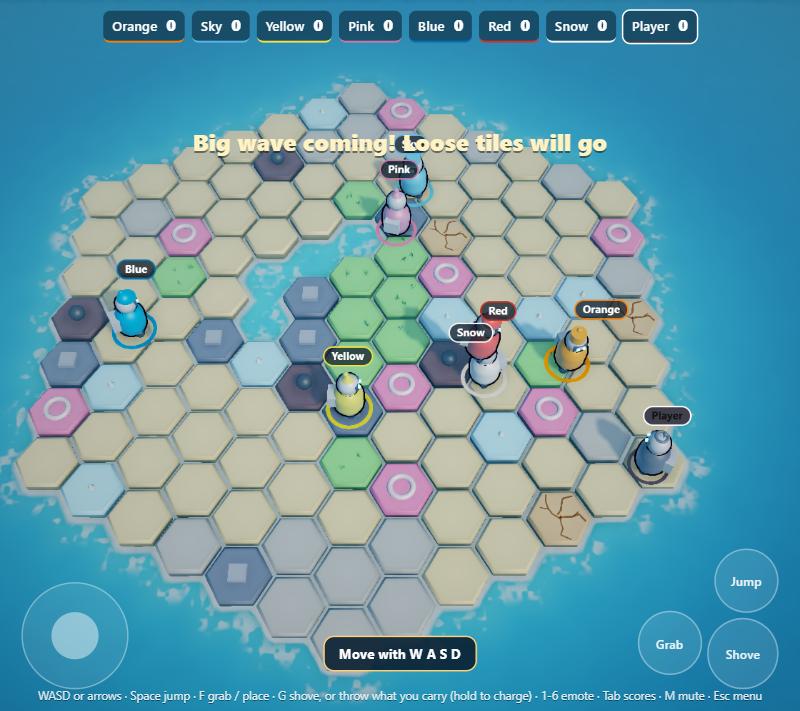 Orange 0 Sky 0 Yellow 0 Pink 0 Blue 0 Red 0 Snow 0 Player 0
Big wave coming! Loose tiles will go
Pink
Blue
Red
Orange
Snow
Yellow
Player
Jump
Grab
Shove
Move with W A S D
WASD or arrows · Space jump · F grab / place · G shove, or throw what you carry (hold to charge) · 1-6 emote · Tab scores · M mute · Esc menu